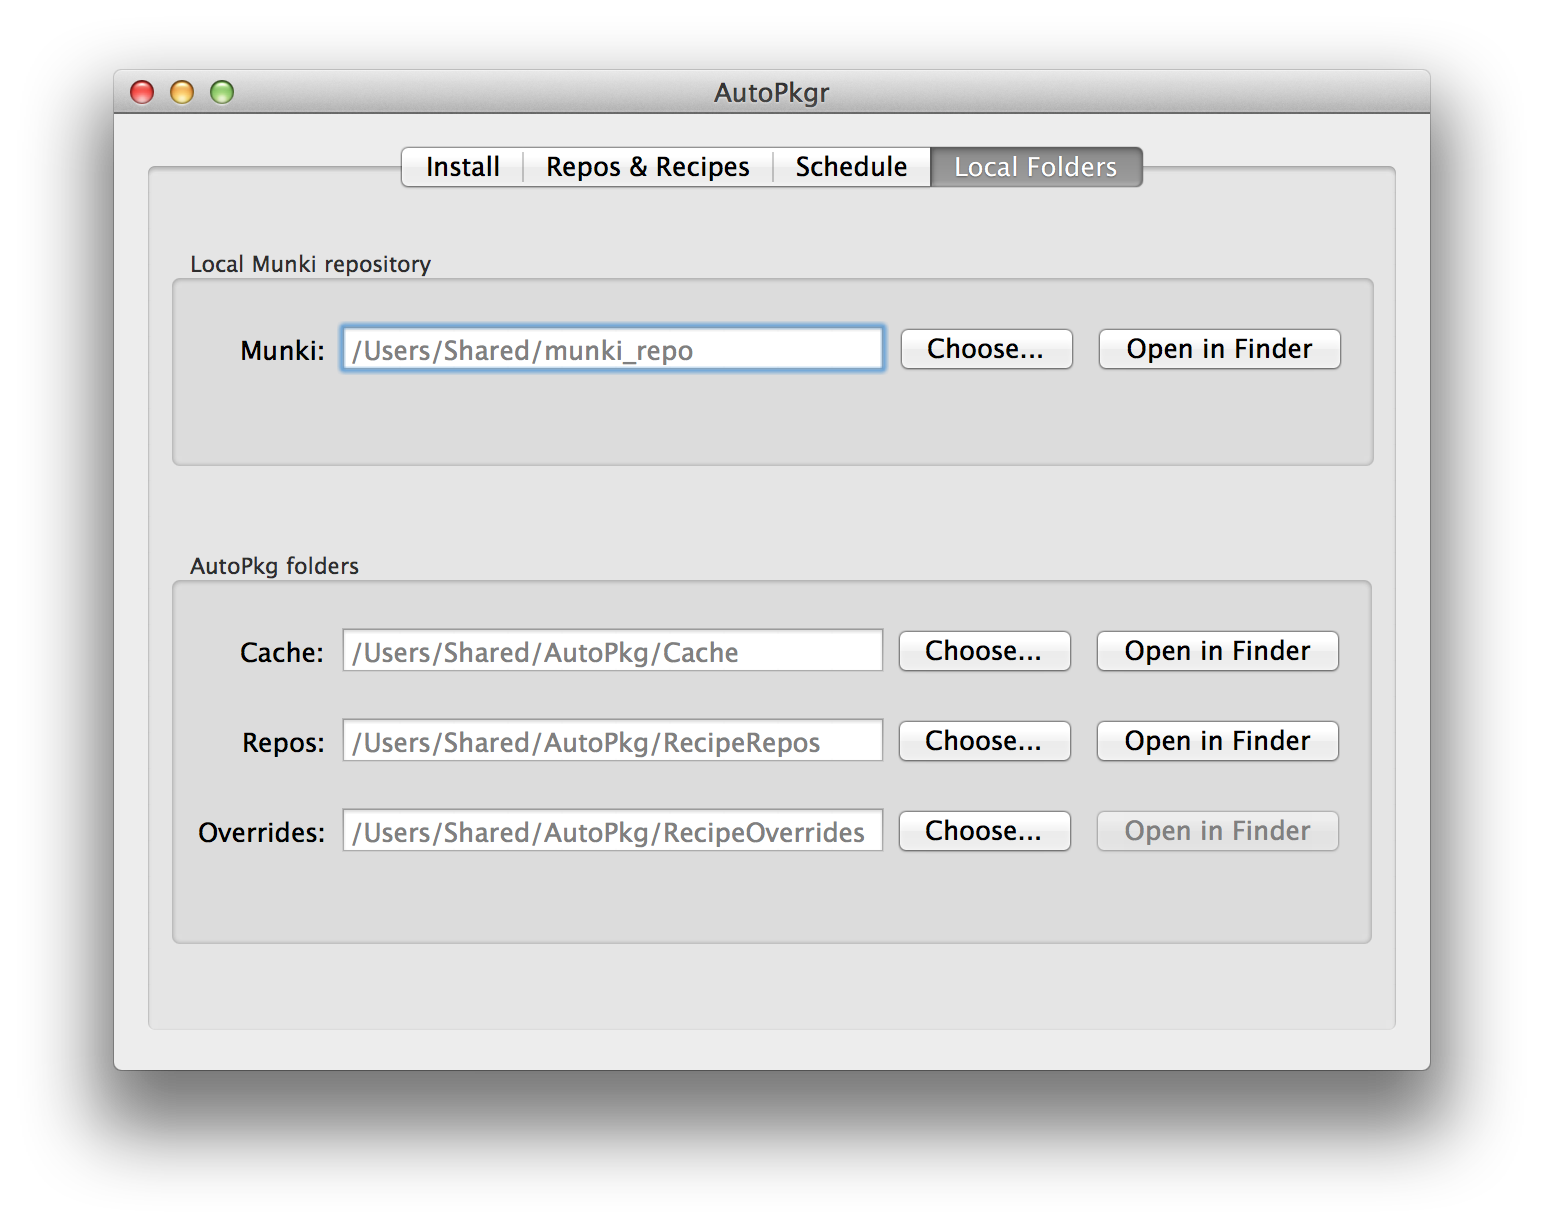 AutoPkgr
Install Repos & Recipes Schedule Local Folders
Local Munki repository
Munki: /Users/Shared/munki_repo Choose... Open in Finder
AutoPkg folders
Cache: /Users/Shared/AutoPkg/Cache Choose... Open in Finder
Repos: /Users/Shared/AutoPkg/RecipeRepos Choose... Open in Finder
Overrides: /Users/Shared/AutoPkg/RecipeOverrides Choose... Open in Finder